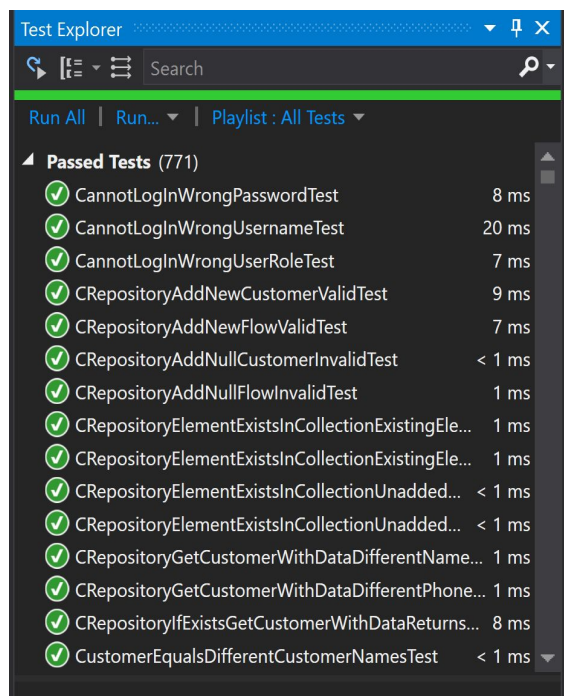 Test Explorer
Search
Run All | Run... | Playlist : All Tests
Passed Tests (771)
CannotLogInWrongPasswordTest 8 ms
CannotLogInWrongUsernameTest 20 ms
CannotLogInWrongUserRoleTest 7 ms
CRepositoryAddNewCustomerValidTest 9 ms
CRepositoryAddNewFlowValidTest 7 ms
CRepositoryAddNullCustomerInvalidTest < 1 ms
CRepositoryAddNullFlowInvalidTest 1 ms
CRepositoryElementExistsInCollectionExistingEle... 1 ms
CRepositoryElementExistsInCollectionExistingEle... 1 ms
CRepositoryElementExistsInCollectionUnadded... < 1 ms
CRepositoryElementExistsInCollectionUnadded... < 1 ms
CRepositoryGetCustomerWithDataDifferentName... 1 ms
CRepositoryGetCustomerWithDataDifferentPhone... 1 ms
CRepositoryIfExistsGetCustomerWithDataReturns... 8 ms
CustomerEqualsDifferentCustomerNamesTest < 1 ms